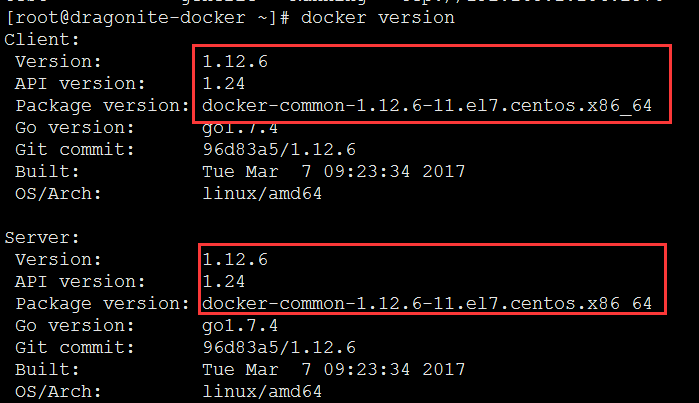 [root@dragonite-docker ~]# docker version
Client:
 Version:         1.12.6
 API version:     1.24
 Package version: docker-common-1.12.6-11.el7.centos.x86_64
 Go version:      go1.7.4
 Git commit:      96d83a5/1.12.6
 Built:           Tue Mar  7 09:23:34 2017
 OS/Arch:         linux/amd64

Server:
 Version:         1.12.6
 API version:     1.24
 Package version: docker-common-1.12.6-11.el7.centos.x86_64
 Go version:      go1.7.4
 Git commit:      96d83a5/1.12.6
 Built:           Tue Mar  7 09:23:34 2017
 OS/Arch:         linux/amd64